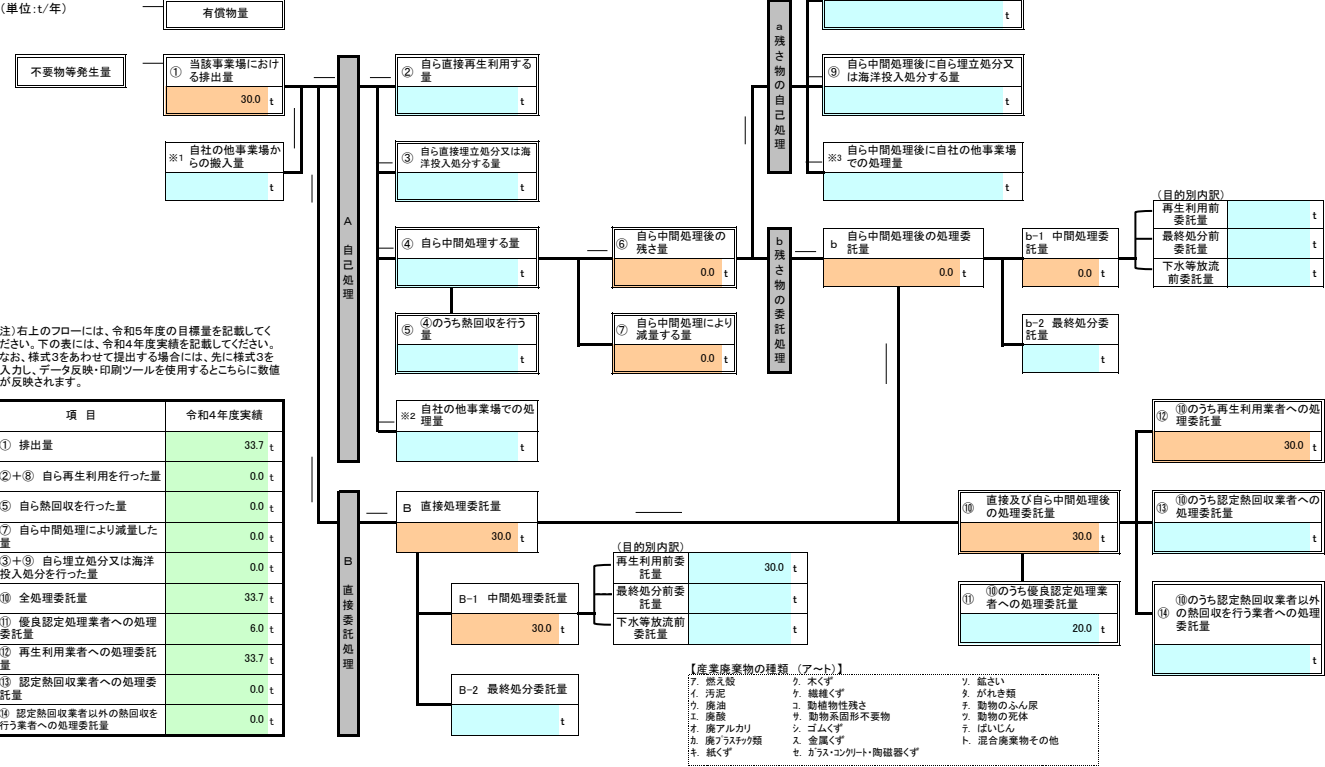 (単位:t/年)
有償物量
t
不要物等発生量
① 当該事業場におけ
る排出量
30.0 t
※1 自社の他事業場か
らの搬入量
t
A 自己処理
② 自ら直接再生利用する
量
t
③ 自ら直接埋立処分又は海
洋投入処分する量
t
④ 自ら中間処理する量
t
⑤ ④のうち熱回収を行う
量
t
※2 自社の他事業場での処
理量
t
⑥ 自ら中間処理後の
残さ量
0.0 t
⑦ 自ら中間処理により
減量する量
0.0 t
a 残さ物の自己処理
⑨ 自ら中間処理後に自ら埋立処分又
は海洋投入処分する量
t
※3 自ら中間処理後に自社の他事業場
での処理量
t
b 残さ物の委託処理
b 自ら中間処理後の処理委
託量
0.0 t
b-1 中間処理委
託量
0.0 t
(目的別内訳)
再生利用前
委託量
t
最終処分前
委託量
t
下水等放流
前委託量
t
b-2 最終処分委
託量
t
注)右上のフローには、令和5年度の目標量を記載してく
ださい。下の表には、令和4年度実績を記載してください。
なお、様式3をあわせて提出する場合には、先に様式3を
入力し、データ反映・印刷ツールを使用するとこちらに数値
が反映されます。
項 目 令和4年度実績
① 排出量 33.7 t
②+⑧ 自ら再生利用を行った量 0.0 t
⑤ 自ら熱回収を行った量 0.0 t
⑦ 自ら中間処理により減量した
量 0.0 t
③+⑨ 自ら埋立処分又は海洋
投入処分を行った量 0.0 t
⑩ 全処理委託量 33.7 t
⑪ 優良認定処理業者への処理
委託量 6.0 t
⑫ 再生利用業者への処理委託
量 33.7 t
⑬ 認定熱回収業者への処理委
託量 0.0 t
⑭ 認定熱回収業者以外の熱回収を
行う業者への処理委託量 0.0 t
B 直接委託処理
B 直接処理委託量
30.0 t
B-1 中間処理委託量
30.0 t
(目的別内訳)
再生利用前委
託量
30.0 t
最終処分前委
託量
t
下水等放流前
委託量
t
B-2 最終処分委託量
t
⑩ 直接及び自ら中間処理後
の処理委託量
30.0 t
⑪ ⑩のうち優良認定処理業
者への処理委託量
20.0 t
⑫ ⑩のうち再生利用業者への処
理委託量
30.0 t
⑬ ⑩のうち認定熱回収業者への
処理委託量
t
⑭ ⑩のうち認定熱回収業者以外
の熱回収を行う業者への処理
委託量
t
【産業廃棄物の種類 (ア～ト)】
ア. 燃え殻
イ. 汚泥
ウ. 廃油
エ. 廃酸
オ. 廃アルカリ
カ. 廃プラスチック類
キ. 紙くず
ク. 木くず
ケ. 繊維くず
コ. 動植物性残さ
サ. 動物系固形不要物
シ. ゴムくず
ス. 金属くず
セ. ガラス・コンクリート・陶磁器くず
ソ. 鉱さい
タ. がれき類
チ. 動物のふん尿
ツ. 動物の死体
テ. ばいじん
ト. 混合廃棄物その他